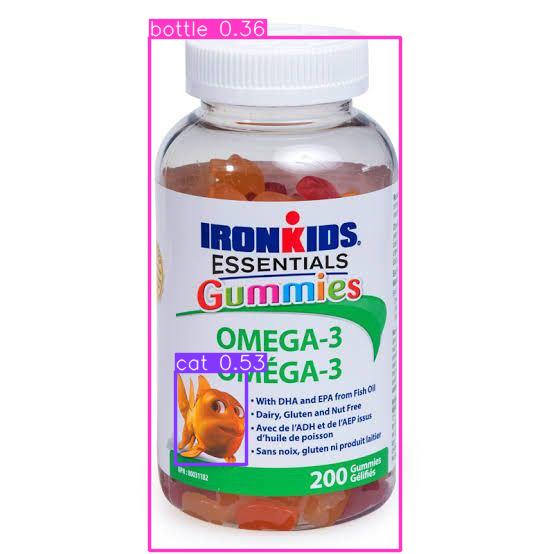 bottle 0.36
IRONKIDS®
ESSENTIALS
Gummies
OMEGA-3
cat 0.53
OMÉGA-3
• With DHA and EPA from Fish Oil
• Dairy, Gluten and Nut Free
• Avec de l'ADH et de l'AEP issus
d'huile de poisson
• Sans noix, gluten ni produit laitier
200 Gummies
Gélifiés